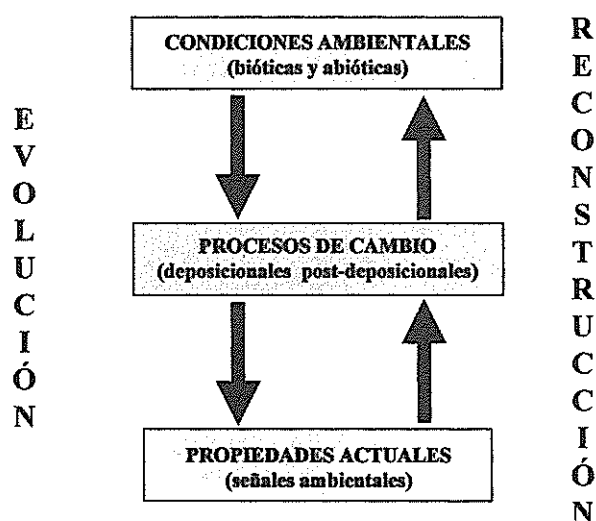 CONDICIONES AMBIENTALES
(bióticas y abióticas)
EVOLUCIÓN
RECONSTRUCCIÓN
PROCESOS DE CAMBIO
(deposicionales post-deposicionales)
PROPIEDADES ACTUALES
(señales ambientales)